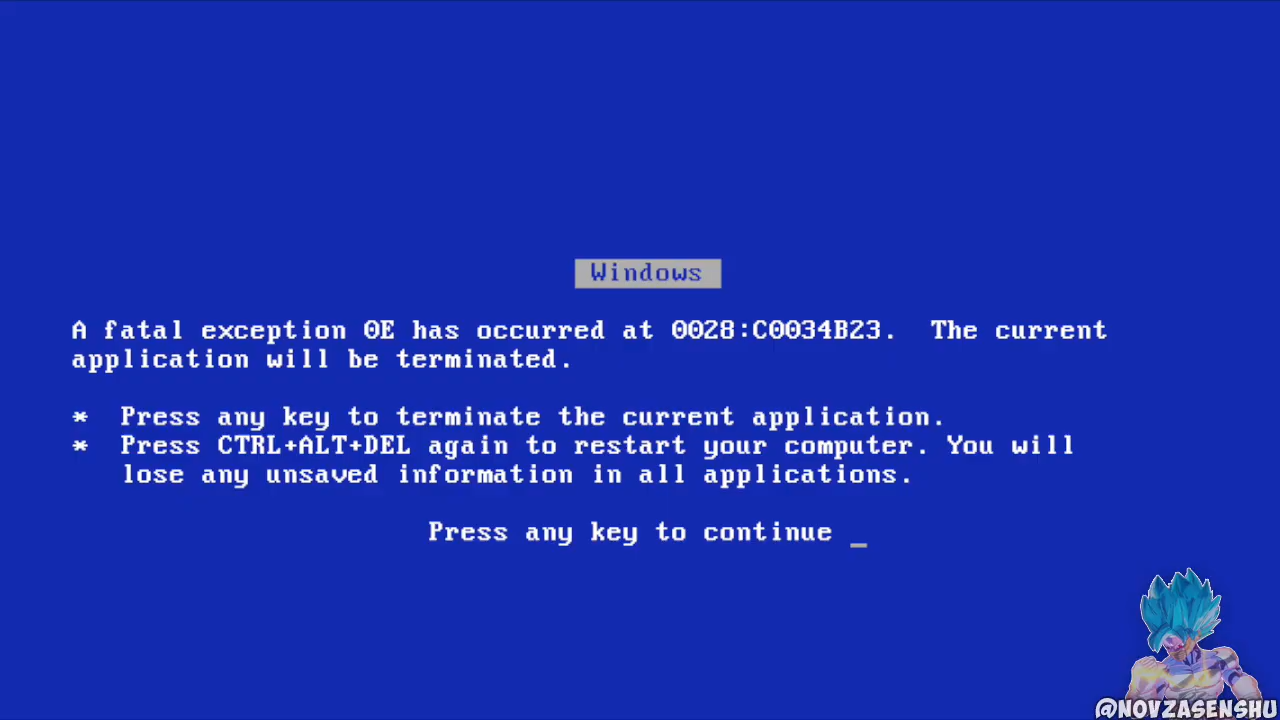 Windows
A fatal exception 0E has occurred at 0028:C0034B23. The current
application will be terminated.
* Press any key to terminate the current application.
* Press CTRL+ALT+DEL again to restart your computer. You will
lose any unsaved information in all applications.
Press any key to continue _
@NOVZASENSHU